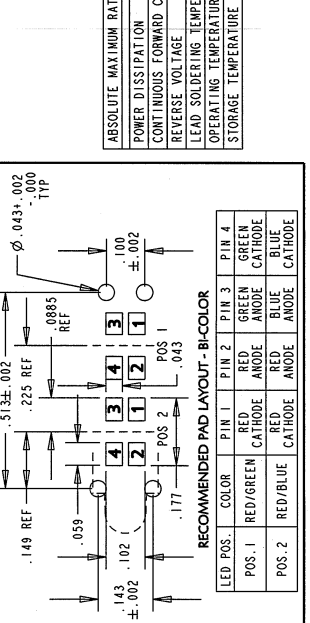 .513±.002
.149 REF
.225 REF
.0885
REF
Ø.043+.002
-.000
TYP
.059
.100
±.002
4
3
4
3
2
1
2
1
.143
±.002
.102
POS 2
POS 1
.177
.043
RECOMMENDED PAD LAYOUT - BI-COLOR
LED POS. COLOR PIN 1 PIN 2 PIN 3 PIN 4
POS.1 RED/GREEN RED CATHODE RED ANODE GREEN ANODE GREEN CATHODE
POS.2 RED/BLUE RED CATHODE RED ANODE BLUE ANODE BLUE CATHODE
ABSOLUTE MAXIMUM RAT
POWER DISSIPATION
CONTINUOUS FORWARD C
REVERSE VOLTAGE
LEAD SOLDERING TEMPE
OPERATING TEMPERATUR
STORAGE TEMPERATURE